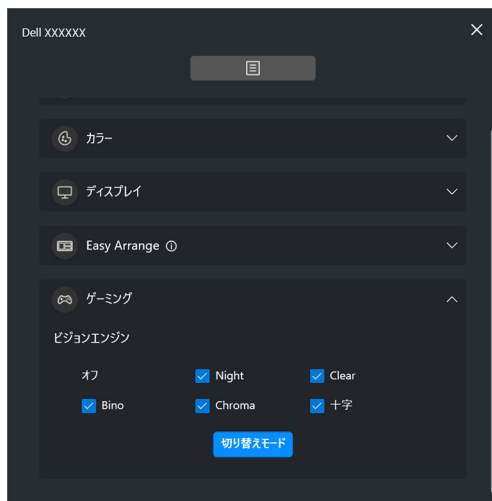 Dell XXXXXX
カラー
ディスプレイ
Easy Arrange
ゲーミング
ビジョンエンジン
オフ Night Clear
Bino Chroma 十字
切り替えモード